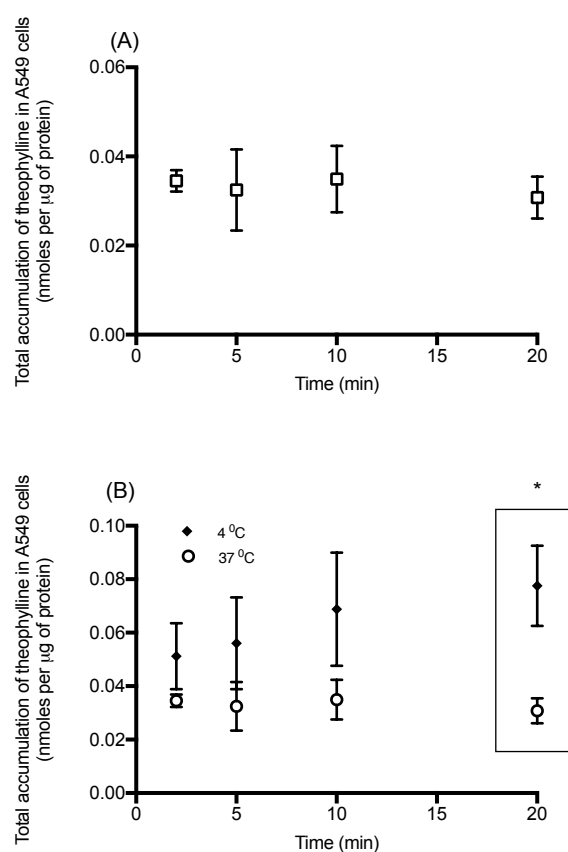 (A)
Total accumulation of theophylline in A549 cells
(nmoles per μg of protein)
0.06
0.04
0.02
0.00
0 5 10 15 20
Time (min)
(B)
*
Total accumulation of theophylline in A549 cells
(nmoles per μg of protein)
0.10
4 ⁰C
37 ⁰C
0.08
0.06
0.04
0.02
0.00
0 5 10 15 20
Time (min)